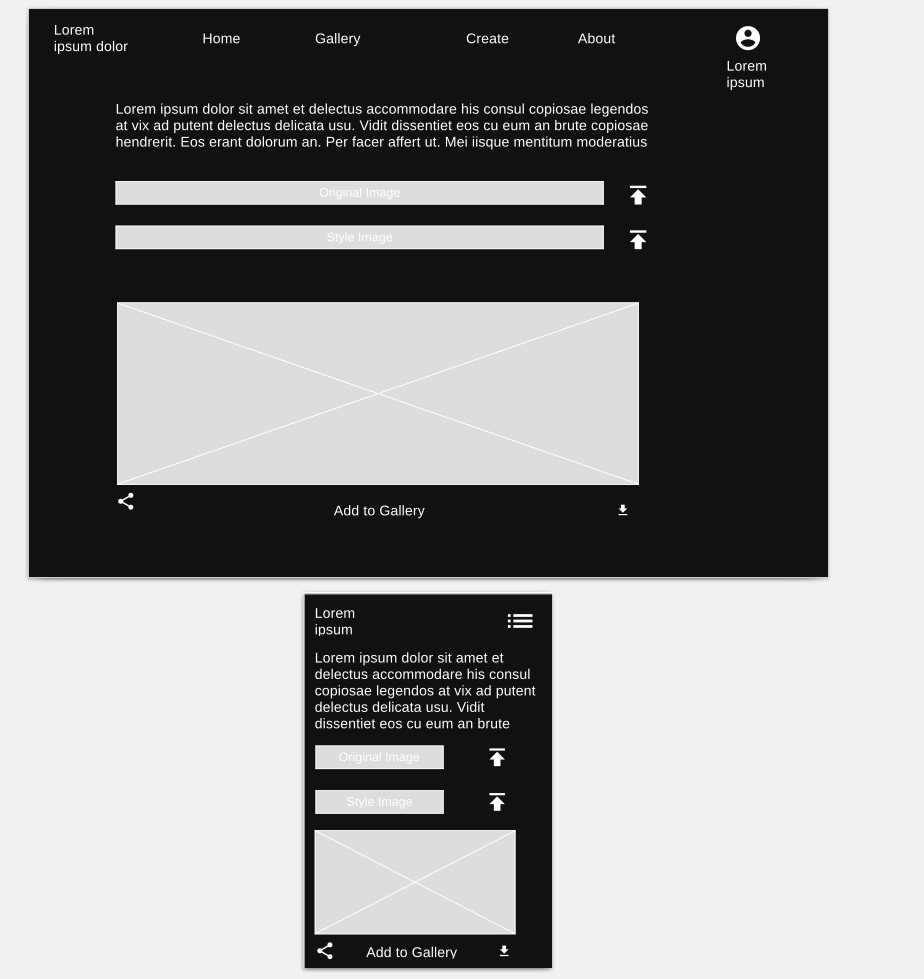 Lorem
ipsum dolor
Home
Gallery
Create
About
Lorem
ipsum
Lorem ipsum dolor sit amet et delectus accommodare his consul copiosae legendos
at vix ad putent delectus delicata usu. Vidit dissentiet eos cu eum an brute copiosae
hendrerit. Eos erant dolorum an. Per facer affert ut. Mei iisque mentitum moderatius
Original Image
Style Image
Add to Gallery
Lorem
ipsum
Lorem ipsum dolor sit amet et
delectus accommodare his consul
copiosae legendos at vix ad putent
delectus delicata usu. Vidit
dissentiet eos cu eum an brute
Original Image
Style Image
Add to Gallery